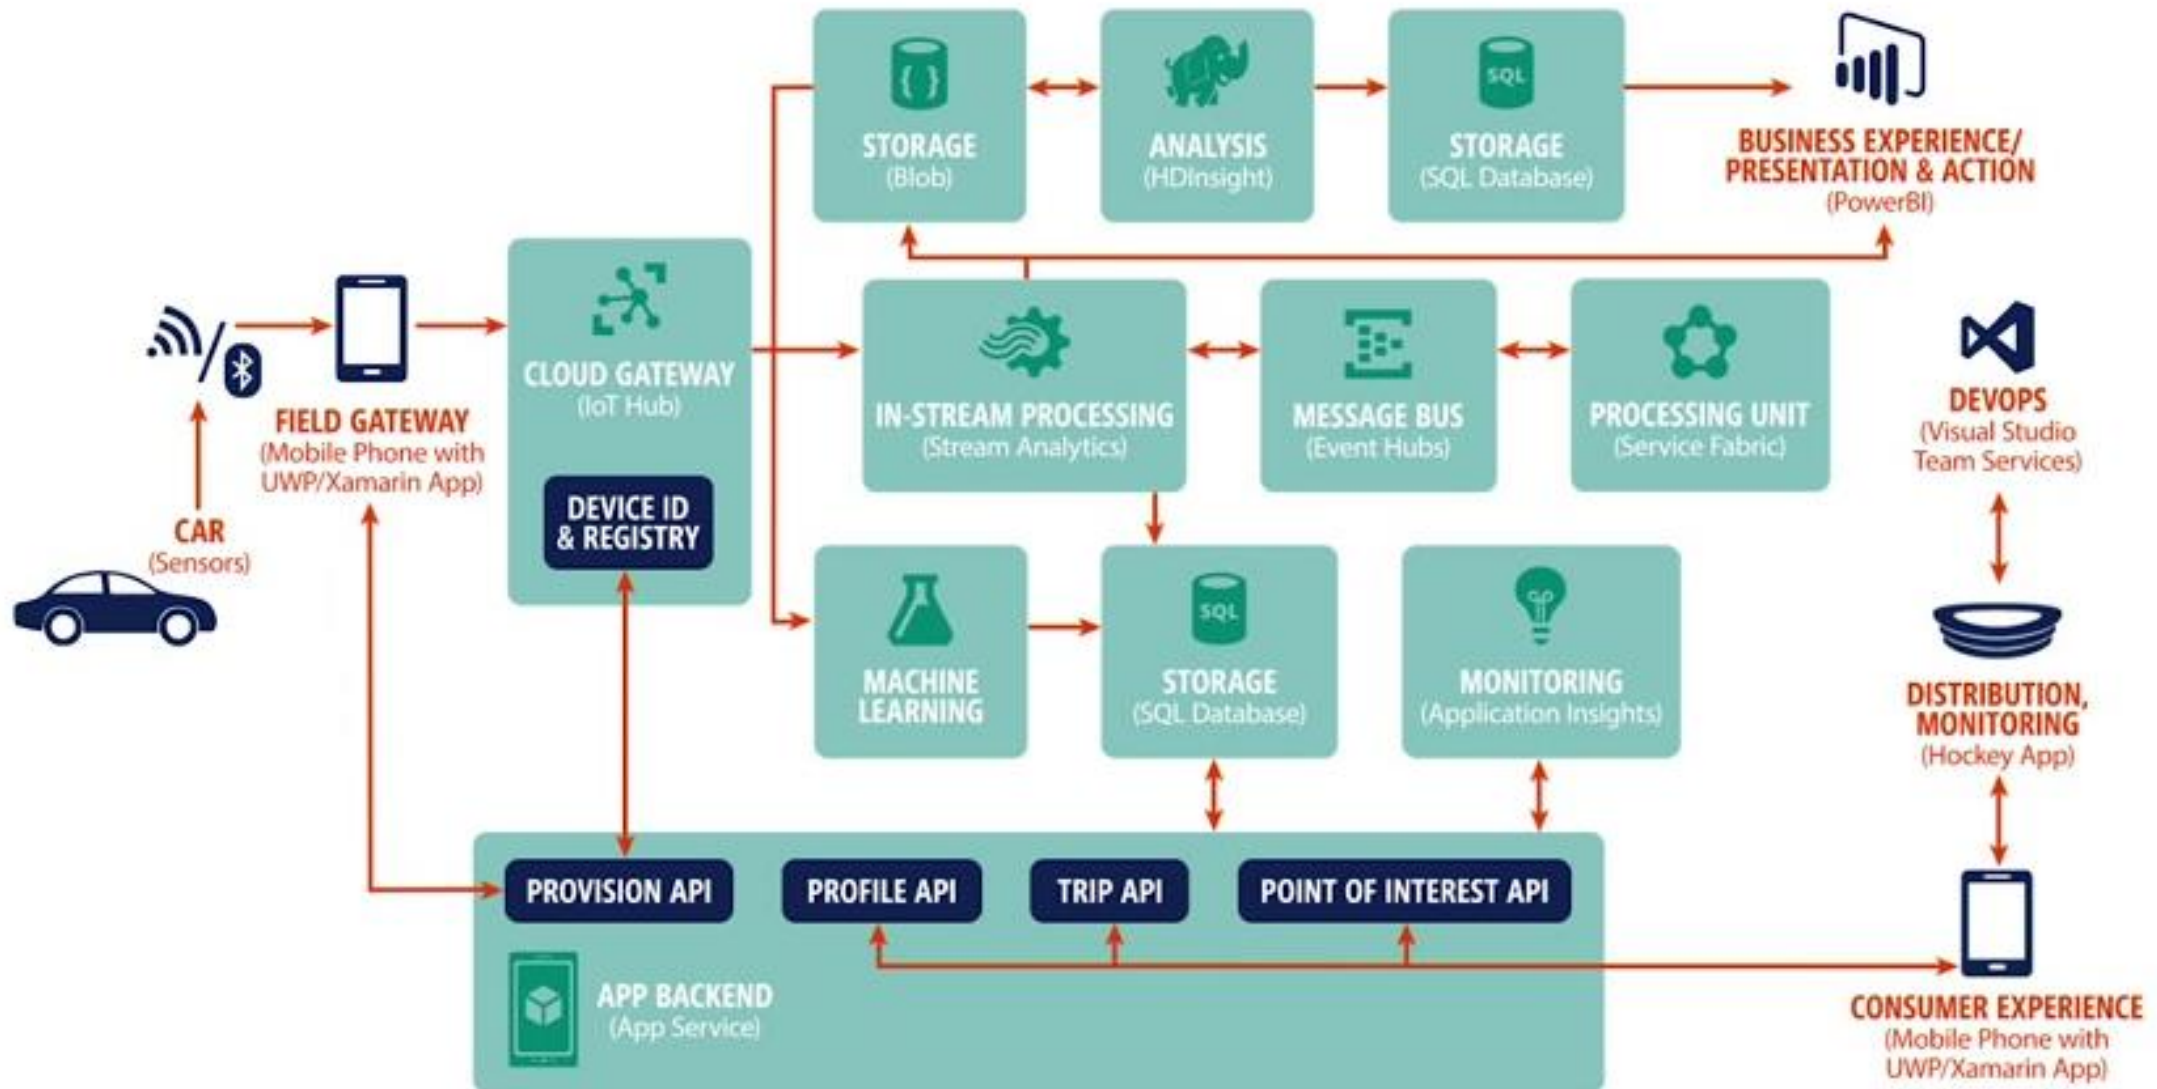 STORAGE
(Blob)
ANALYSIS
(HDInsight)
SQL
STORAGE
(SQL Database)
BUSINESS EXPERIENCE/
PRESENTATION & ACTION
(PowerBI)
CLOUD GATEWAY
(IoT Hub)
DEVICE ID
& REGISTRY
FIELD GATEWAY
(Mobile Phone with
UWP/Xamarin App)
CAR
(Sensors)
IN-STREAM PROCESSING
(Stream Analytics)
MESSAGE BUS
(Event Hubs)
PROCESSING UNIT
(Service Fabric)
DEVOPS
(Visual Studio
Team Services)
MACHINE
LEARNING
SQL
STORAGE
(SQL Database)
MONITORING
(Application Insights)
DISTRIBUTION,
MONITORING
(Hockey App)
PROVISION API
PROFILE API
TRIP API
POINT OF INTEREST API
APP BACKEND
(App Service)
CONSUMER EXPERIENCE
(Mobile Phone with
UWP/Xamarin App)